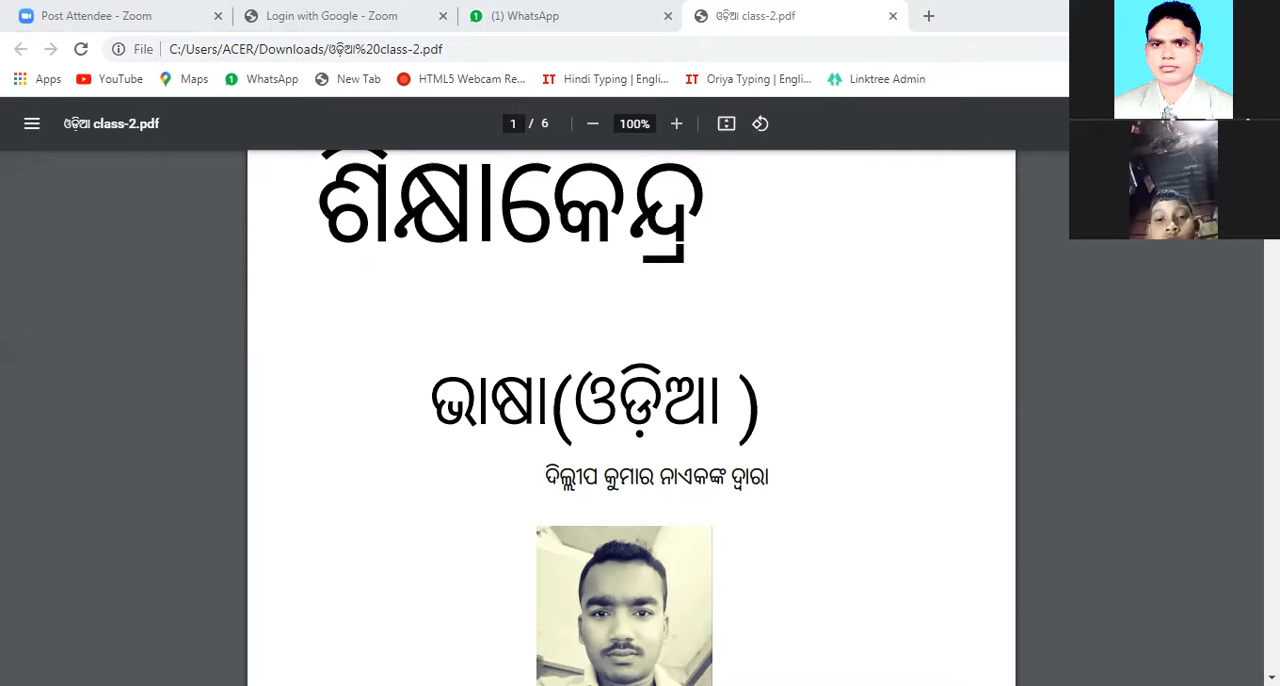 Post Attendee - Zoom
Login with Google - Zoom
(1) WhatsApp
ଓଡ଼ିଆ class-2.pdf
File C:/Users/ACER/Downloads/ଓଡ଼ିଆ%20class-2.pdf
Apps YouTube Maps WhatsApp New Tab HTML5 Webcam Re... Hindi Typing | Engli... Oriya Typing | Engli... Linktree Admin
ଓଡ଼ିଆ class-2.pdf 1 / 6 100%
ଶିକ୍ଷାକେନ୍ଦ୍ର
ଭାଷା(ଓଡ଼ିଆ )
ଦିଲ୍ଲୀପ କୁମାର ନାଏକଙ୍କ ଦ୍ଵାରା